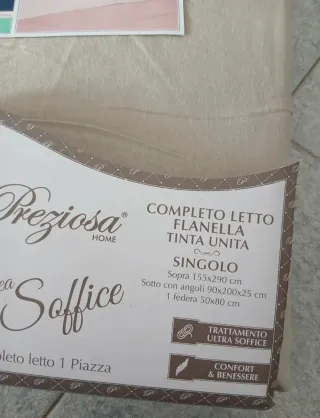 Preziosa®
HOME
Soffice
leto letto 1 Piazza
COMPLETO LETTO
FLANELLA
TINTA UNITA
SINGOLO
Sopra 155x290 cm
Sotto con angoli 90x200x25 cm
1 federa 50x80 cm
TRATTAMENTO
ULTRA SOFFICE
CONFORT
& BENESSERE